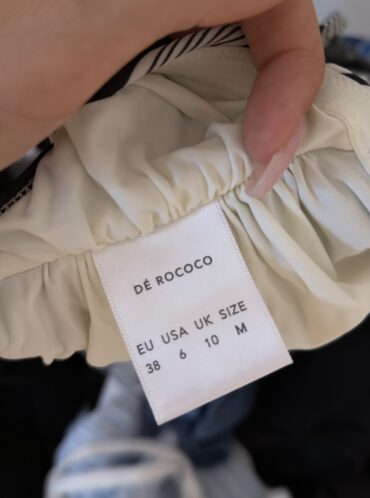 DÉ ROCOCO
EU USA UK SIZE
38 6 10 M